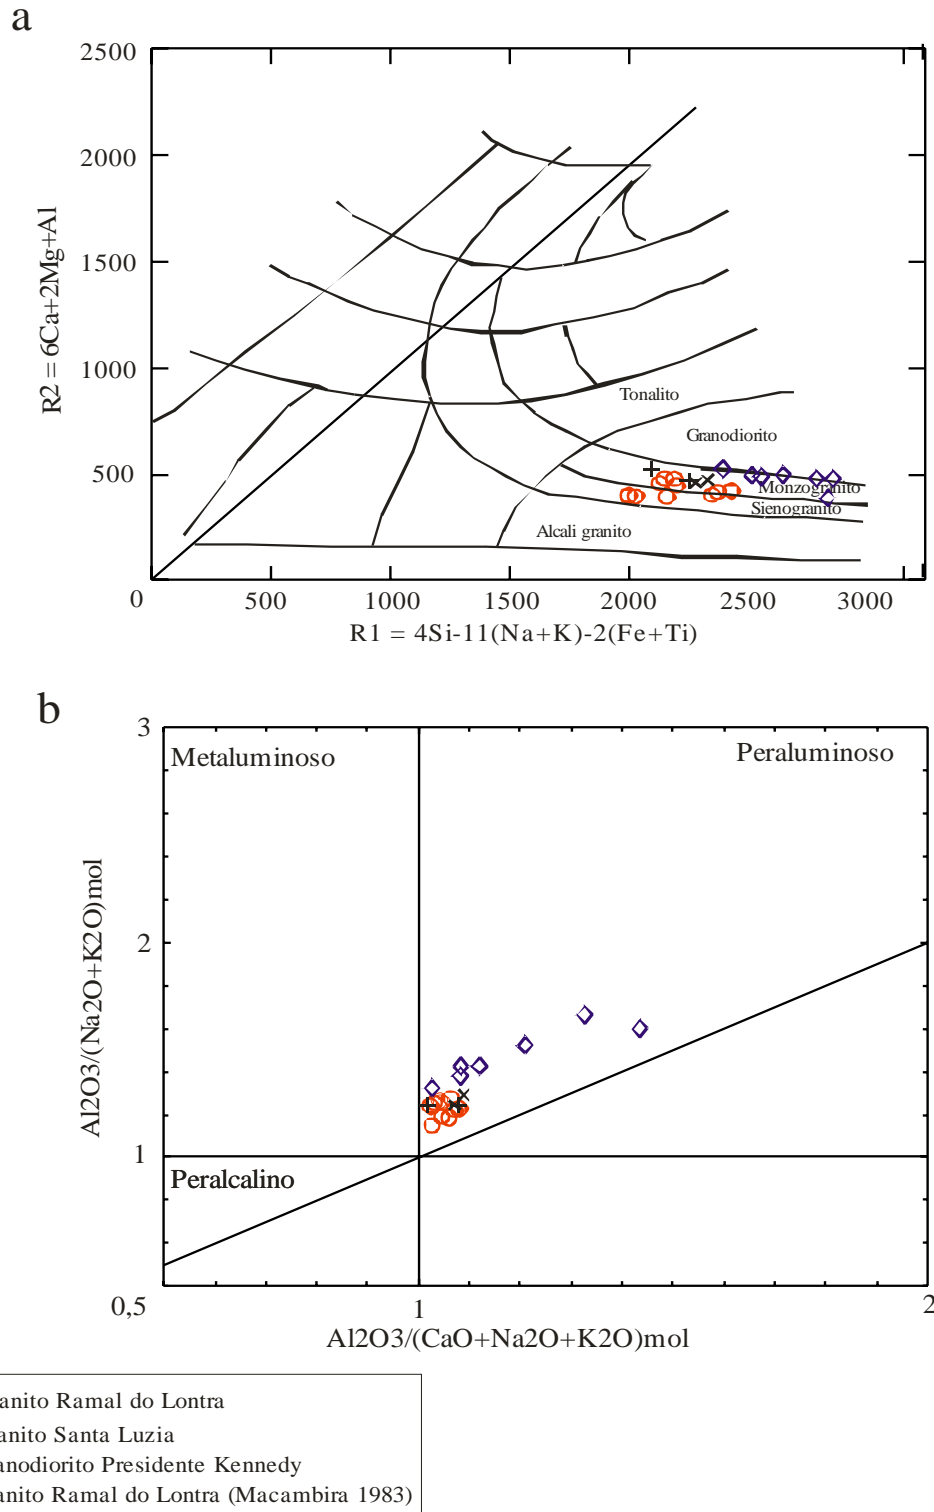 a
2500
2000
1500
1000
500
0
500
1000
1500
2000
2500
3000
R2 = 6Ca+2Mg+Al
Tonalito
Granodiorito
Monzogranito
Sienogranito
Alcali granito
R1 = 4Si-11(Na+K)-2(Fe+Ti)
b
3
2
1
0,5
1
2
Metaluminoso
Peraluminoso
Peralcalino
Al2O3/(Na2O+K2O)mol
Al2O3/(CaO+Na2O+K2O)mol
anito Ramal do Lontra
anito Santa Luzia
anodiorito Presidente Kennedy
anito Ramal do Lontra (Macambira 1983)